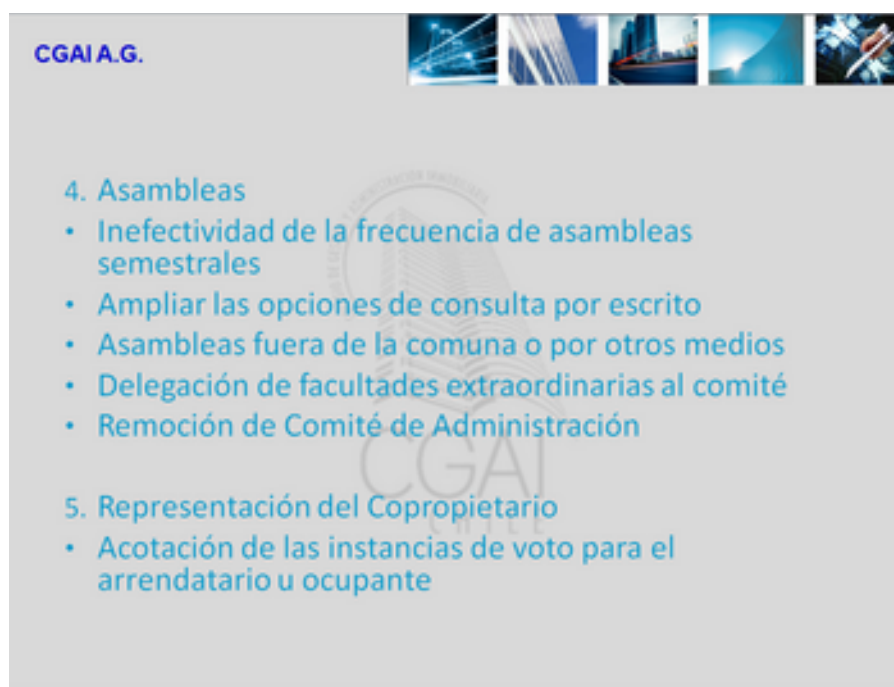 CGAI A.G.
4. Asambleas
• Inefectividad de la frecuencia de asambleas
semestrales
• Ampliar las opciones de consulta por escrito
• Asambleas fuera de la comuna o por otros medios
• Delegación de facultades extraordinarias al comité
• Remoción de Comité de Administración
CGAI
CHILE
5. Representación del Copropietario
• Acotación de las instancias de voto para el
arrendatario u ocupante